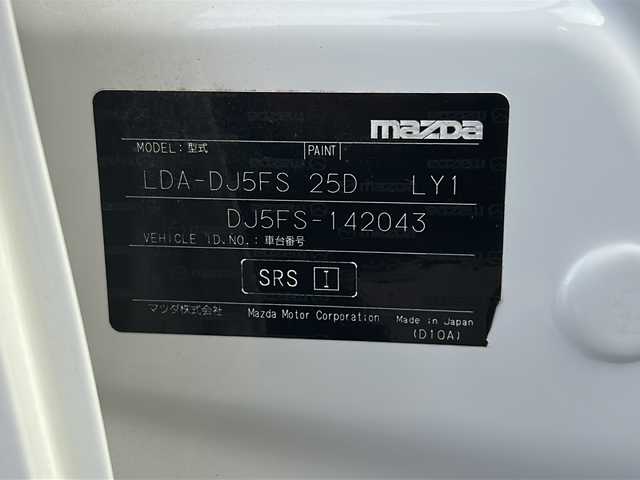 mazda
MODEL:型式 PAINT
LDA-DJ5FS 25D LY1
DJ5FS-142043
VEHICLE ID.NO.:車台番号
SRS I
マツダ株式会社 Mazda Motor Corporation Made in Japan
(D10A)